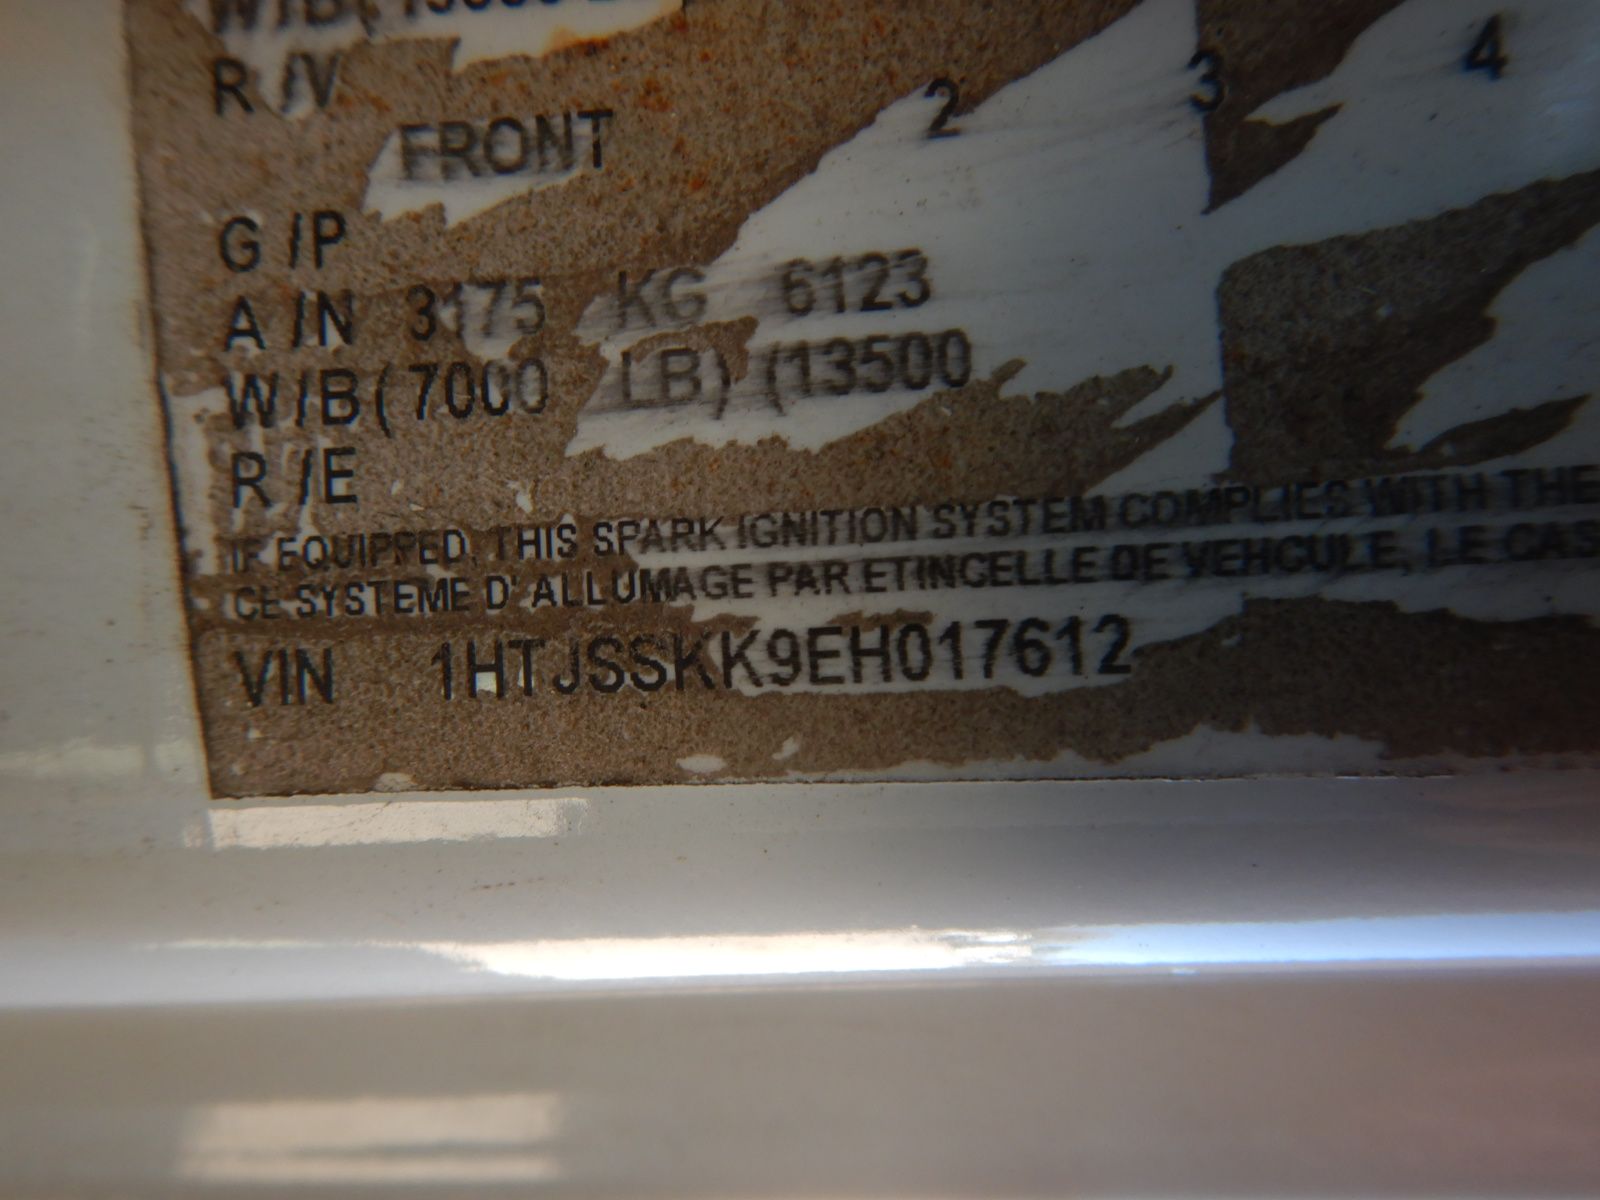 R /V
FRONT 2 3 4
G /P
A /N 3175 KG 6123
W/B( 7000 LB) (13500
R /E
IF EQUIPPED, THIS SPARK IGNITION SYSTEM COMPLIES WITH THE
CE SYSTEME D' ALLUMAGE PAR ETINCELLE DE VEHCULE, LE CAS
VIN 1HTJSSKK9EH017612